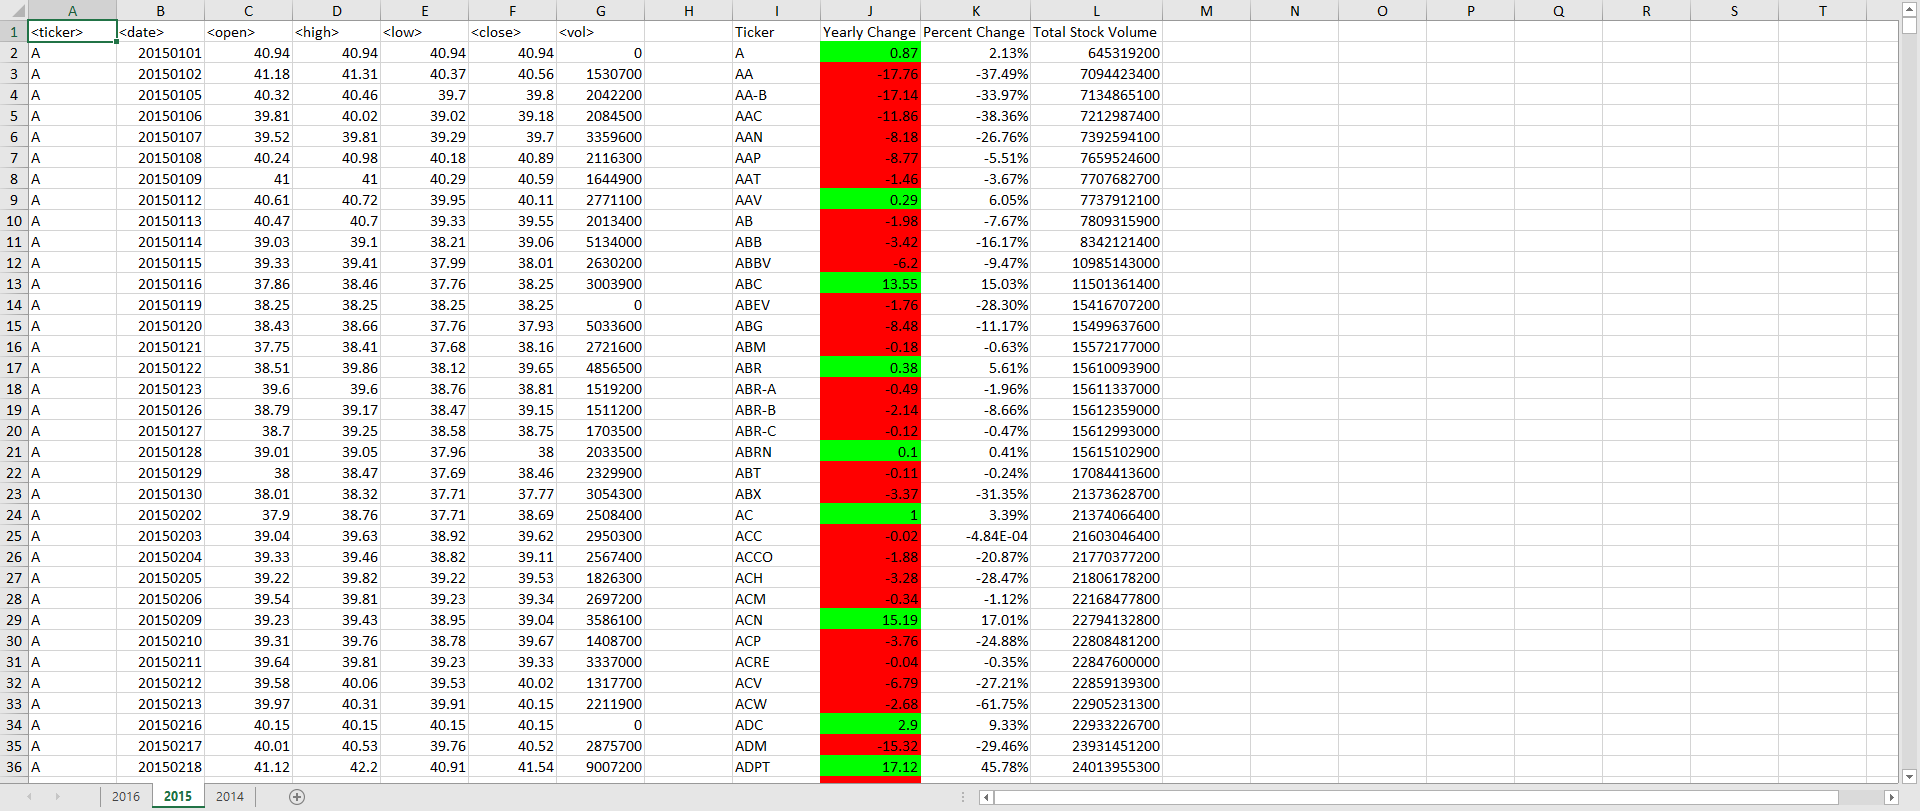 A B C D E F G H I J K L M N O P Q R S T
1 <ticker> <date> <open> <high> <low> <close> <vol> Ticker Yearly Change Percent Change Total Stock Volume
2 A 20150101 40.94 40.94 40.94 40.94 0 A 0.87 2.13% 645319200
3 A 20150102 41.18 41.31 40.37 40.56 1530700 AA -17.76 -37.49% 7094423400
4 A 20150105 40.32 40.46 39.7 39.8 2042200 AA-B -17.14 -33.97% 7134865100
5 A 20150106 39.81 40.02 39.02 39.18 2084500 AAC -11.86 -38.36% 7212987400
6 A 20150107 39.52 39.81 39.29 39.7 3359600 AAN -8.18 -26.76% 7392594100
7 A 20150108 40.24 40.98 40.18 40.89 2116300 AAP -8.77 -5.51% 7659524600
8 A 20150109 41 41 40.29 40.59 1644900 AAT -1.46 -3.67% 7707682700
9 A 20150112 40.61 40.72 39.95 40.11 2771100 AAV 0.29 6.05% 7737912100
10 A 20150113 40.47 40.7 39.33 39.55 2013400 AB -1.98 -7.67% 7809315900
11 A 20150114 39.03 39.1 38.21 39.06 5134000 ABB -3.42 -16.17% 8342121400
12 A 20150115 39.33 39.41 37.99 38.01 2630200 ABBV -6.2 -9.47% 10985143000
13 A 20150116 37.86 38.46 37.76 38.25 3003900 ABC 13.55 15.03% 11501361400
14 A 20150119 38.25 38.25 38.25 38.25 0 ABEV -1.76 -28.30% 15416707200
15 A 20150120 38.43 38.66 37.76 37.93 5033600 ABG -8.48 -11.17% 15499637600
16 A 20150121 37.75 38.41 37.68 38.16 2721600 ABM -0.18 -0.63% 15572177000
17 A 20150122 38.51 39.86 38.12 39.65 4856500 ABR 0.38 5.61% 15610093900
18 A 20150123 39.6 39.6 38.76 38.81 1519200 ABR-A -0.49 -1.96% 15611337000
19 A 20150126 38.79 39.17 38.47 39.15 1511200 ABR-B -2.14 -8.66% 15612359000
20 A 20150127 38.7 39.25 38.58 38.75 1703500 ABR-C -0.12 -0.47% 15612993000
21 A 20150128 39.01 39.05 37.96 38 2033500 ABRN 0.1 0.41% 15615102900
22 A 20150129 38 38.47 37.69 38.46 2329900 ABT -0.11 -0.24% 17084413600
23 A 20150130 38.01 38.32 37.71 37.77 3054300 ABX -3.37 -31.35% 21373628700
24 A 20150202 37.9 38.76 37.71 38.69 2508400 AC 1 3.39% 21374066400
25 A 20150203 39.04 39.63 38.92 39.62 2950300 ACC -0.02 -4.84E-04 21603046400
26 A 20150204 39.33 39.46 38.82 39.11 2567400 ACCO -1.88 -20.87% 21770377200
27 A 20150205 39.22 39.82 39.22 39.53 1826300 ACH -3.28 -28.47% 21806178200
28 A 20150206 39.54 39.81 39.23 39.34 2697200 ACM -0.34 -1.12% 22168477800
29 A 20150209 39.23 39.43 38.95 39.04 3586100 ACN 15.19 17.01% 22794132800
30 A 20150210 39.31 39.76 38.78 39.67 1408700 ACP -3.76 -24.88% 22808481200
31 A 20150211 39.64 39.81 39.23 39.33 3337000 ACRE -0.04 -0.35% 22847600000
32 A 20150212 39.58 40.06 39.53 40.02 1317700 ACV -6.79 -27.21% 22859139300
33 A 20150213 39.97 40.31 39.91 40.15 2211900 ACW -2.68 -61.75% 22905231300
34 A 20150216 40.15 40.15 40.15 40.15 0 ADC 2.9 9.33% 22933226700
35 A 20150217 40.01 40.53 39.76 40.52 2875700 ADM -15.32 -29.46% 23931451200
36 A 20150218 41.12 42.2 40.91 41.54 9007200 ADPT 17.12 45.78% 24013955300
2016 2015 2014